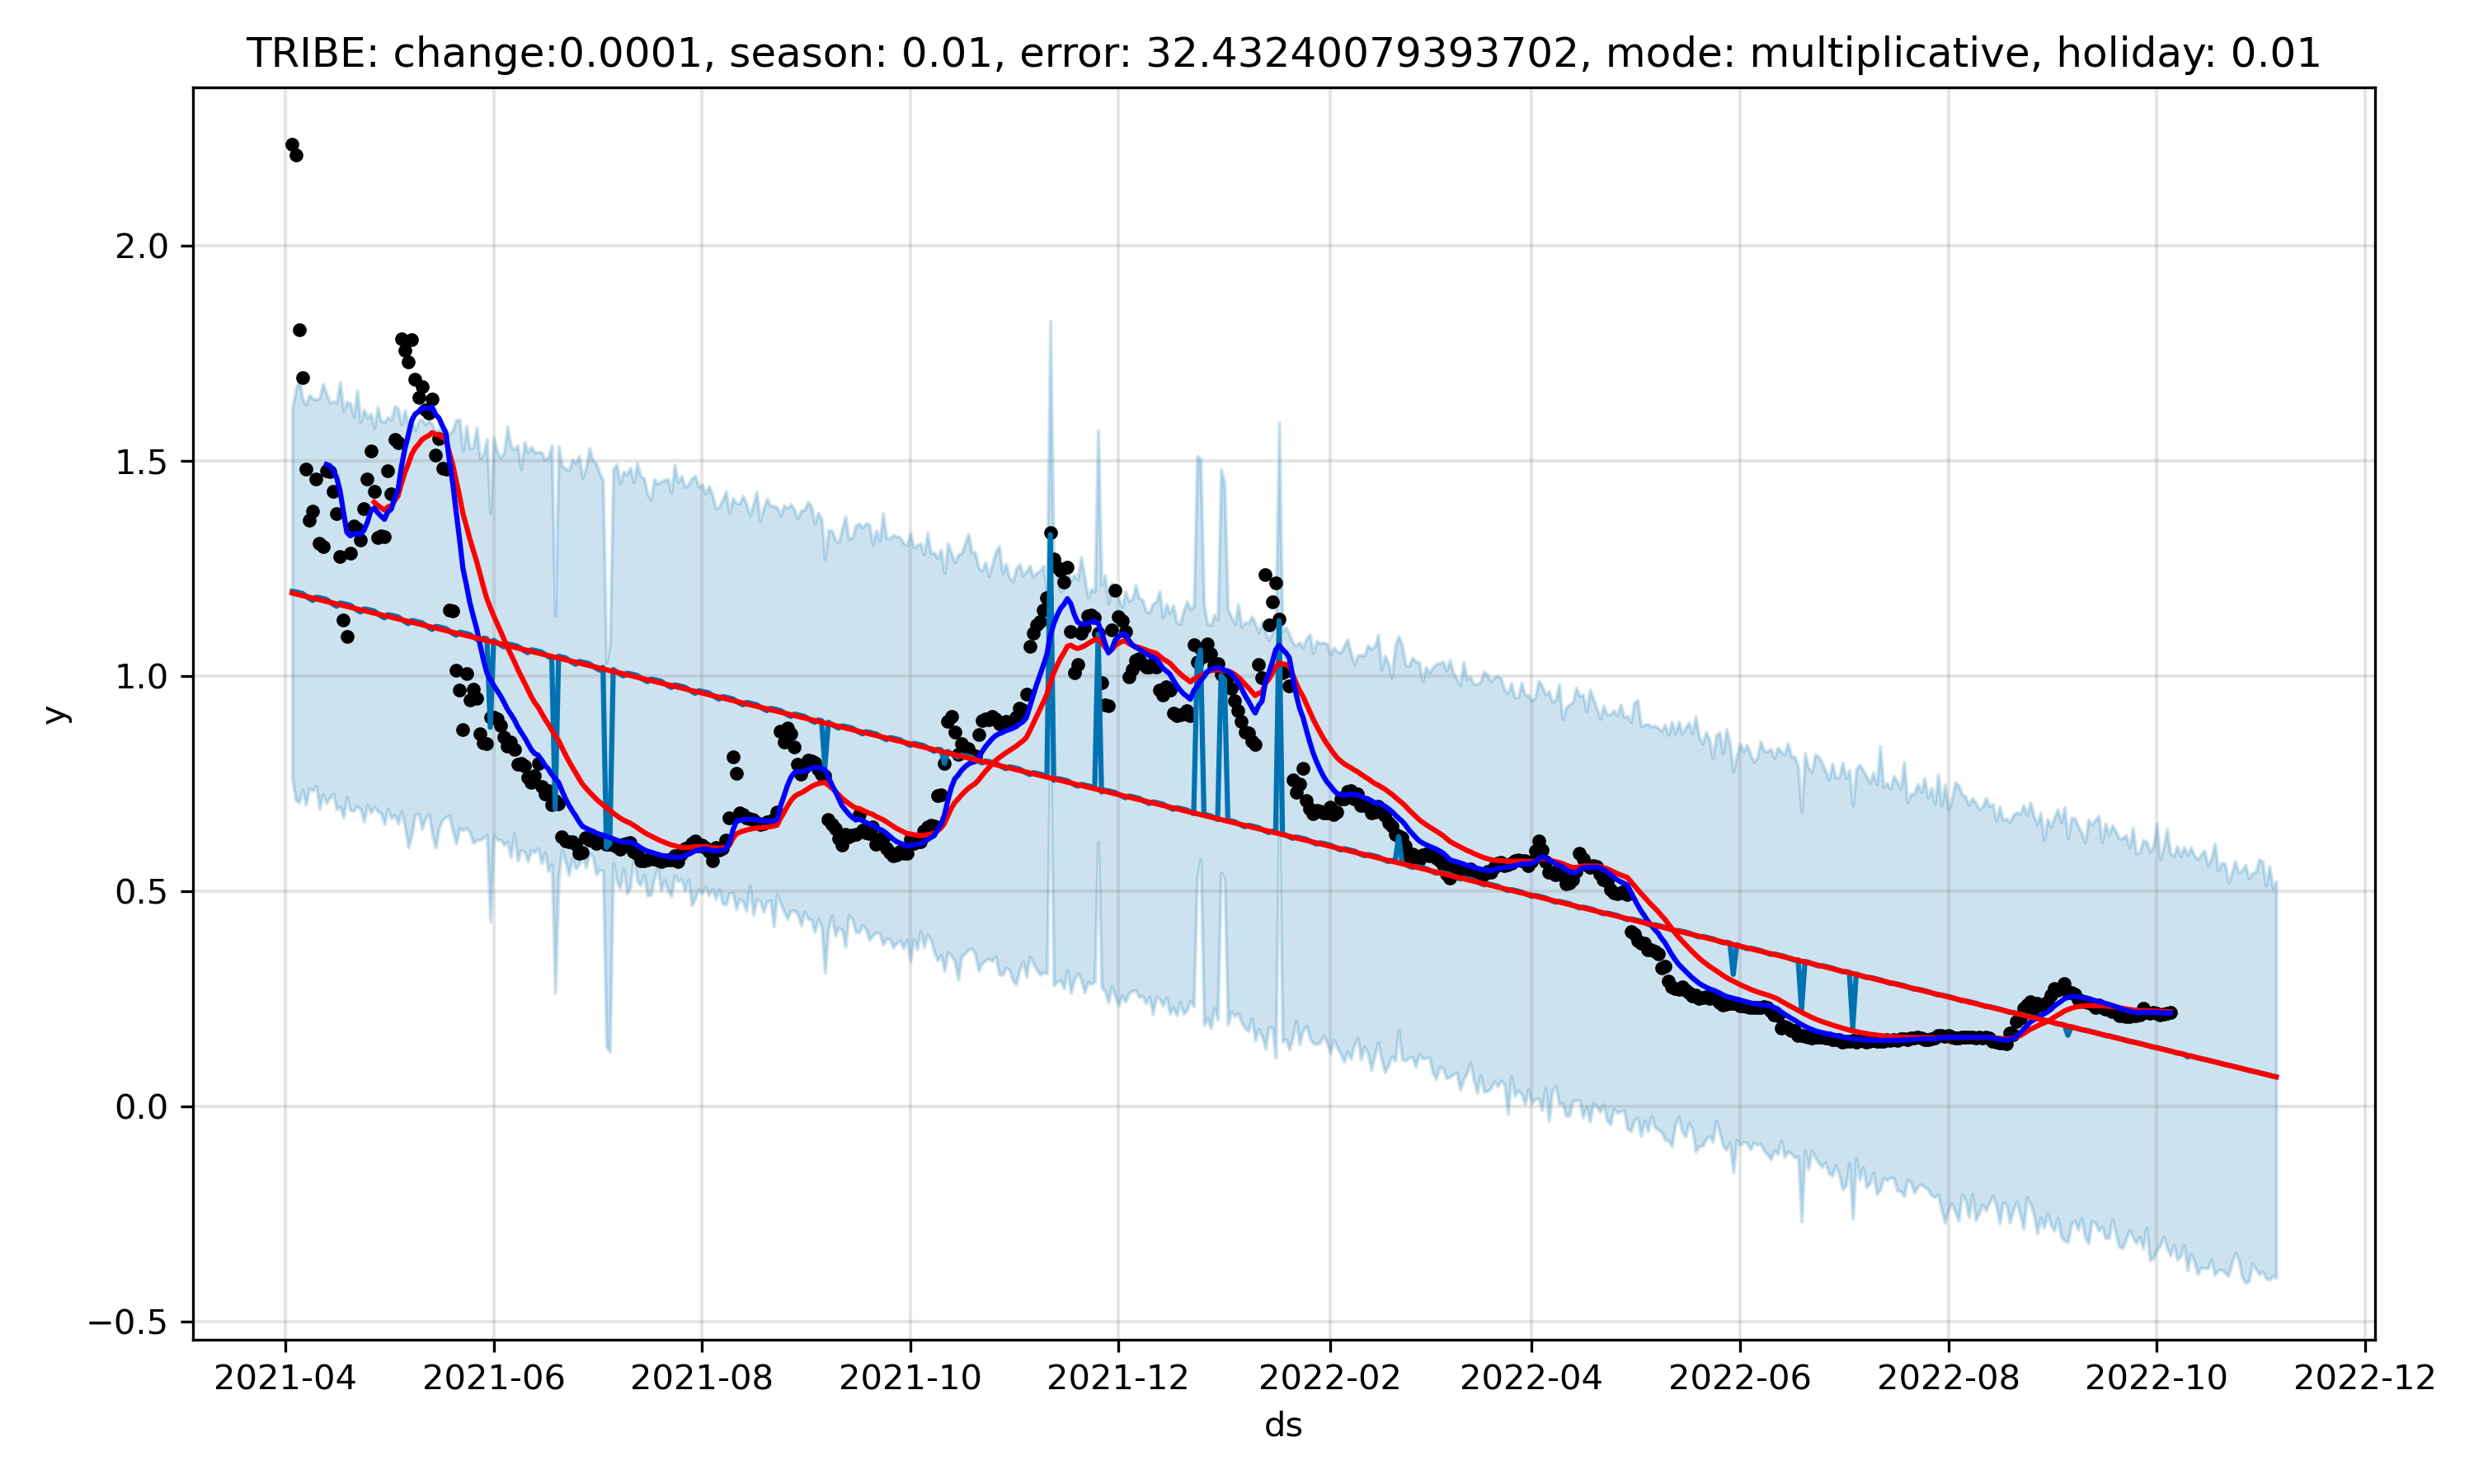 TRIBE: change:0.0001, season: 0.01, error: 32.43240079393702, mode: multiplicative, holiday: 0.01
2.0
1.5
1.0
0.5
0.0
−0.5
y
2021-04 2021-06 2021-08 2021-10 2021-12 2022-02 2022-04 2022-06 2022-08 2022-10 2022-12
ds